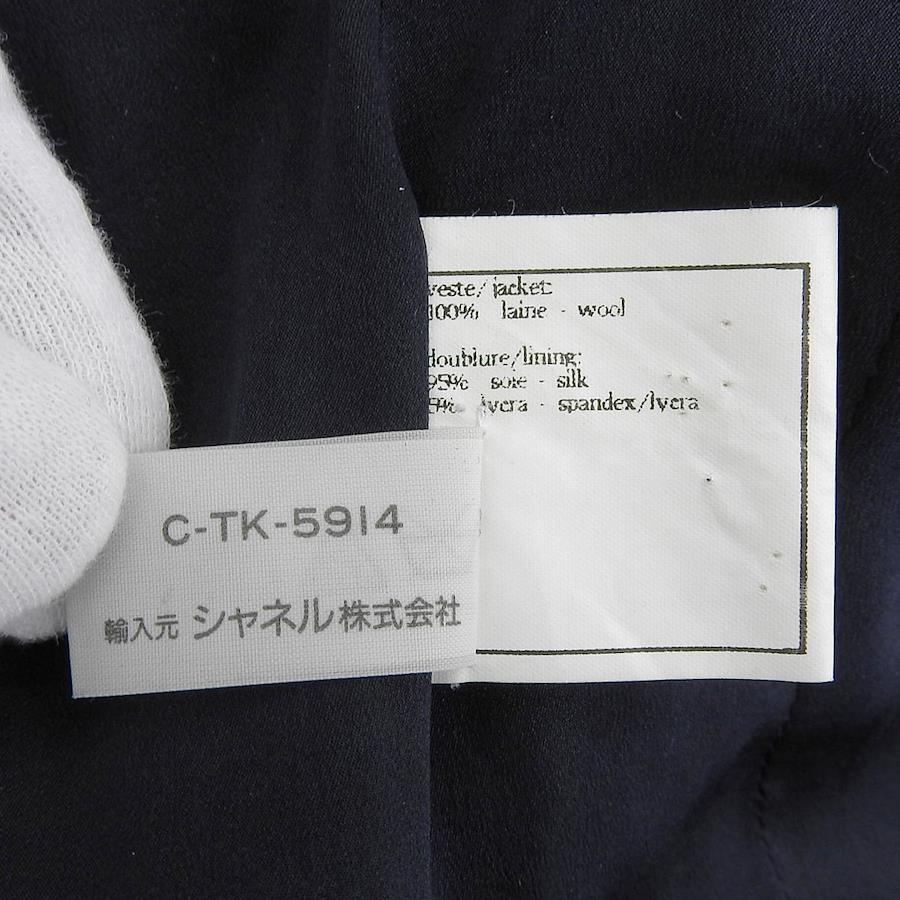 veste/jacket:
100% laine - wool
doublure/lining:
95% soie - silk
5% lycra - spandex/lycra
C-TK-5914
輸入元 シャネル株式会社